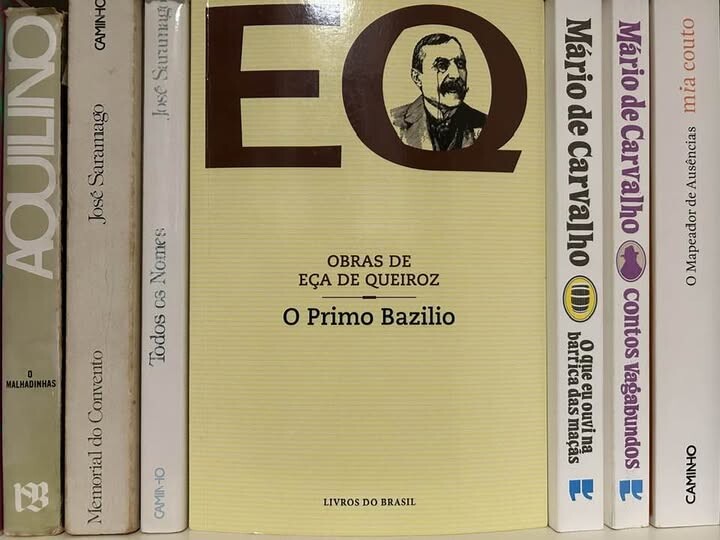 AQUILINO
O
MALHADINHAS
CAMINHO
José Saramago
Memorial do Convento
José Saramago
Todos os Nomes
CAMINHO
EQ
OBRAS DE
EÇA DE QUEIROZ
O Primo Bazilio
LIVROS DO BRASIL
Mário de Carvalho
O que eu ouvi na
barrica das maçãs
Mário de Carvalho
contos vagabundos
mia couto
O Mapeador de Ausências
CAMINHO